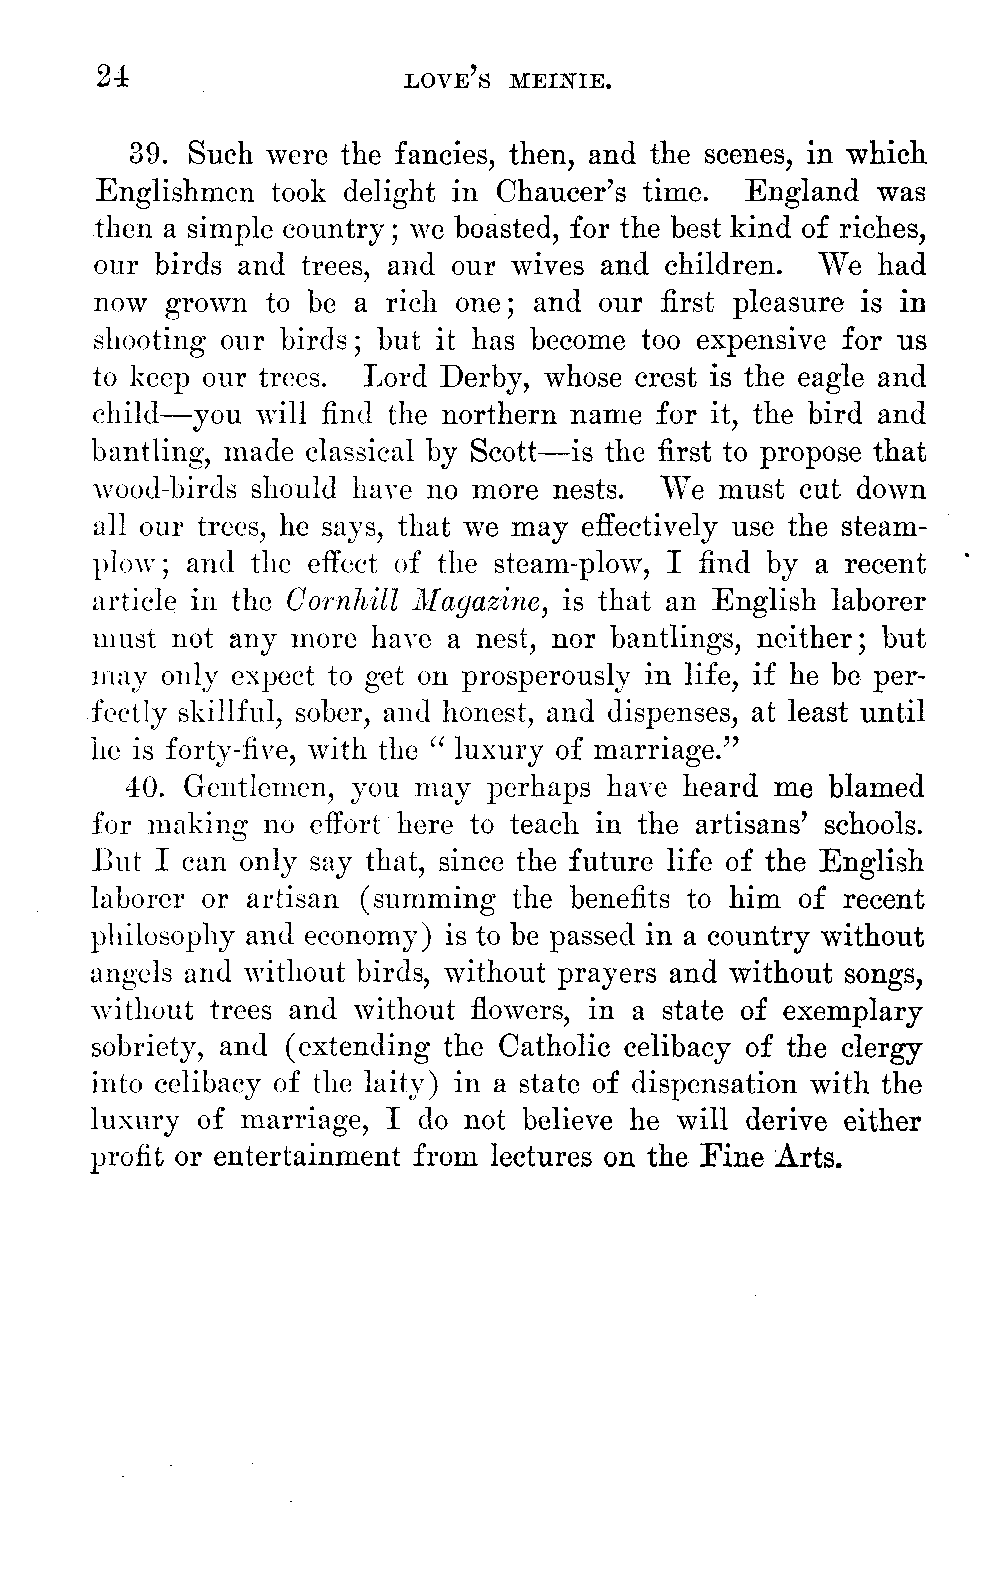 24 LOVE'S MEINIE.
39. Such were the fancies, then, and the scenes, in which
Englishmen took delight in Chaucer's time. England was
then a simple country; we boasted, for the best kind of riches,
our birds and trees, and our wives and children. We had
now grown to be a rich one; and our first pleasure is in
shooting our birds; but it has become too expensive for us
to keep our trees. Lord Derby, whose crest is the eagle and
child—you will find the northern name for it, the bird and
bantling, made classical by Scott—is the first to propose that
wood-birds should have no more nests. We must cut down
all our trees, he says, that we may effectively use the steam-
plow; and the effect of the steam-plow, I find by a recent
article in the Cornhill Magazine, is that an English laborer
must not any more have a nest, nor bantlings, neither; but
may only expect to get on prosperously in life, if he be per-
fectly skillful, sober, and honest, and dispenses, at least until
he is forty-five, with the “luxury of marriage.”
40. Gentlemen, you may perhaps have heard me blamed
for making no effort here to teach in the artisans' schools.
But I can only say that, since the future life of the English
laborer or artisan (summing the benefits to him of recent
philosophy and economy) is to be passed in a country without
angels and without birds, without prayers and without songs,
without trees and without flowers, in a state of exemplary
sobriety, and (extending the Catholic celibacy of the clergy
into celibacy of the laity) in a state of dispensation with the
luxury of marriage, I do not believe he will derive either
profit or entertainment from lectures on the Fine Arts.